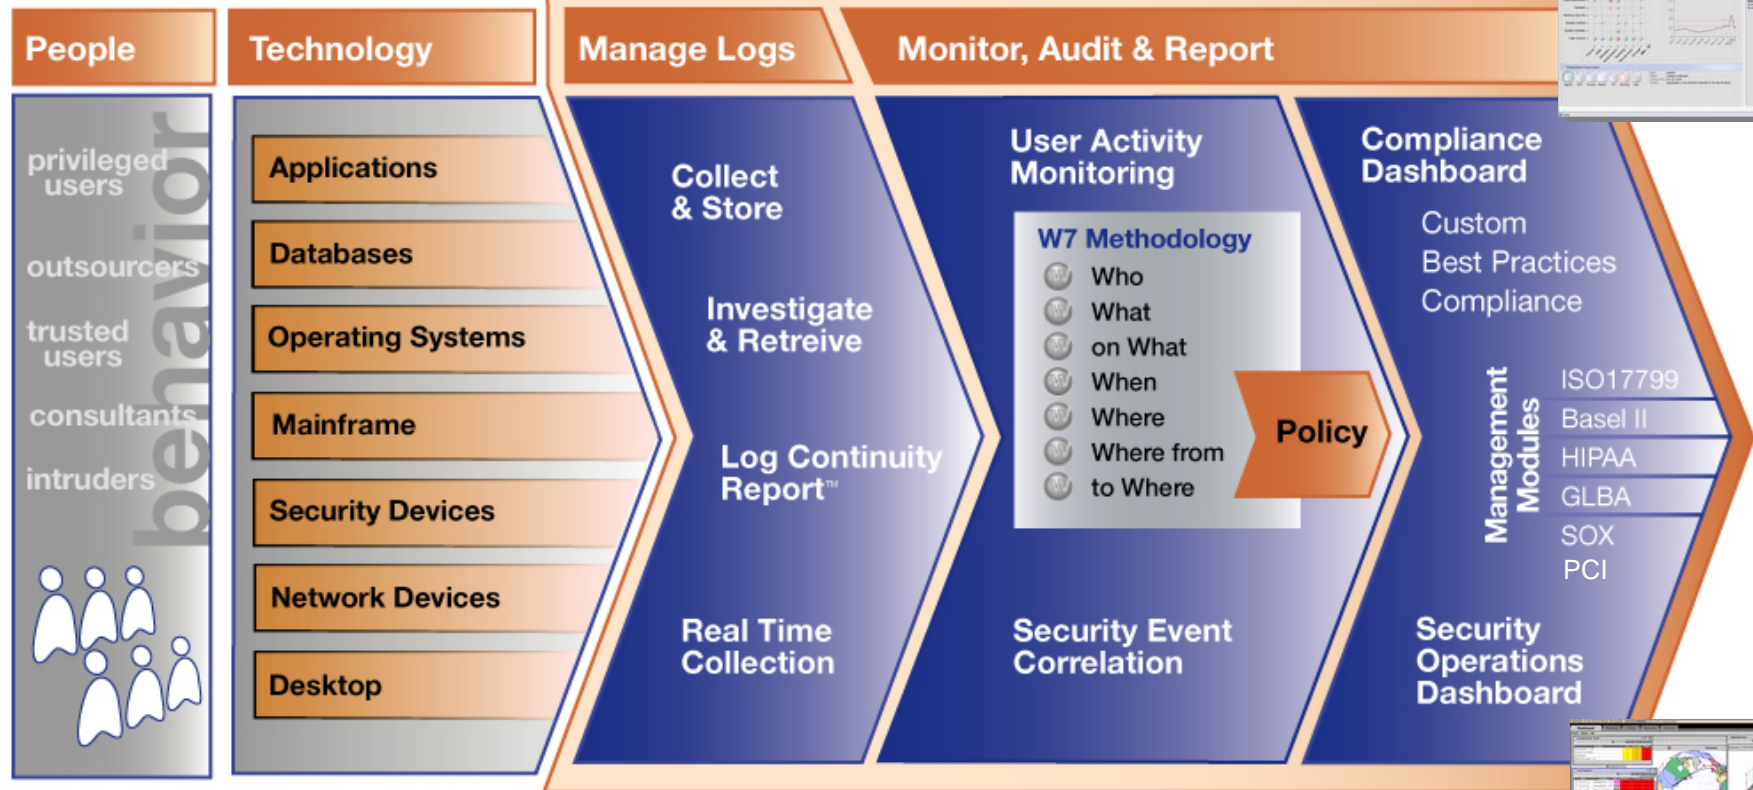 People
Technology
Manage Logs
Monitor, Audit & Report
behavior
privileged
users
outsourcers
trusted
users
consultants
intruders
Applications
Databases
Operating Systems
Mainframe
Security Devices
Network Devices
Desktop
Collect
& Store
Investigate
& Retreive
Log Continuity
Report™
Real Time
Collection
User Activity
Monitoring
W7 Methodology
Who
What
on What
When
Where
Where from
to Where
Policy
Security Event
Correlation
Compliance
Dashboard
Custom
Best Practices
Compliance
Management
Modules
ISO17799
Basel II
HIPAA
GLBA
SOX
PCI
Security
Operations
Dashboard